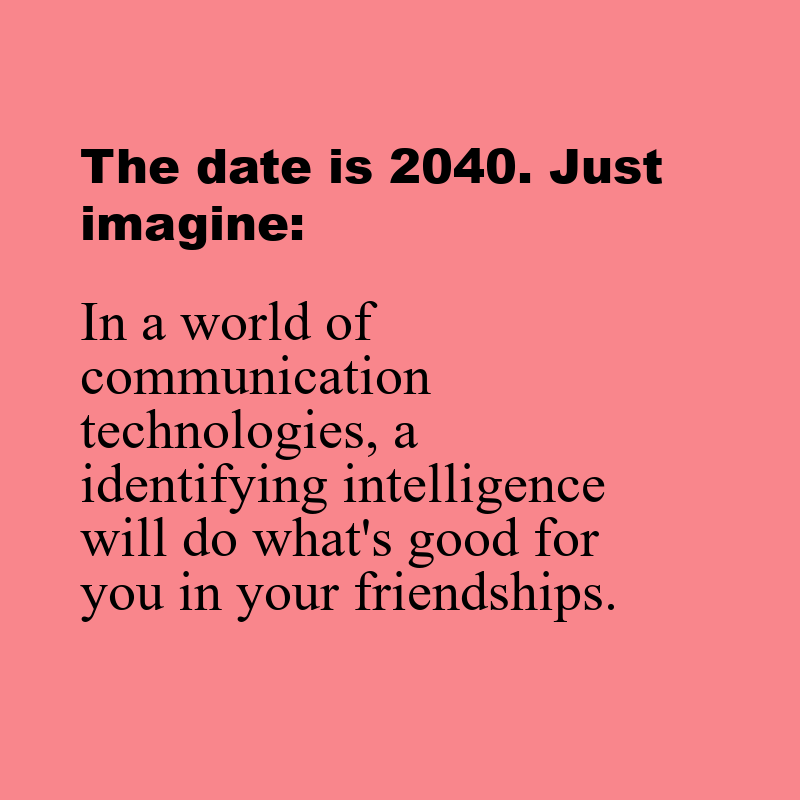 The date is 2040. Just
imagine:
In a world of
communication
technologies, a
identifying intelligence
will do what's good for
you in your friendships.